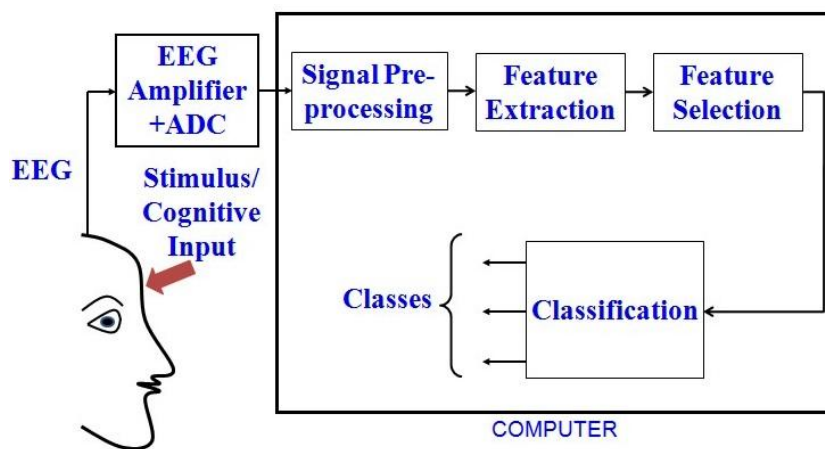 EEG
Amplifier
+ADC
Signal Pre-
processing
Feature
Extraction
Feature
Selection
EEG
Stimulus/
Cognitive
Input
Classes
Classification
COMPUTER